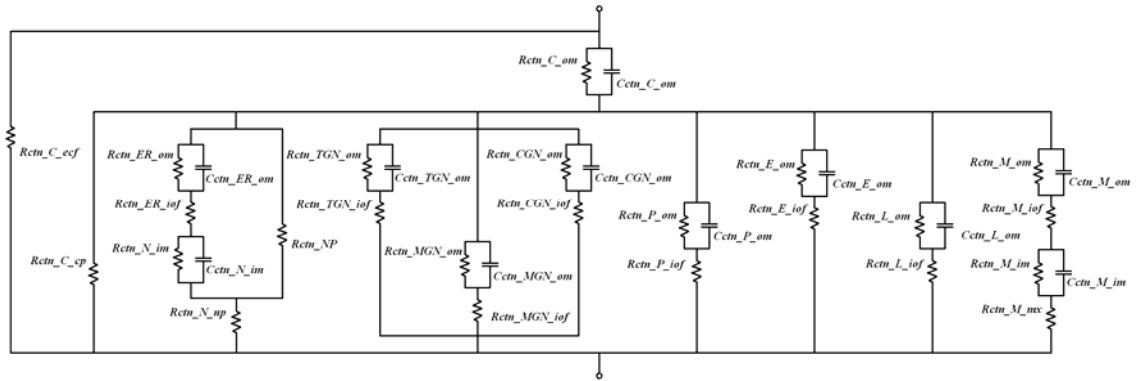 Rctn_C_om
Cctn_C_om
Rctn_C_ecf
Rctn_C_cp
Rctn_ER_om
Cctn_ER_om
Rctn_ER_iof
Rctn_N_im
Cctn_N_im
Rctn_NP
Rctn_N_np
Rctn_TGN_om
Cctn_TGN_om
Rctn_TGN_iof
Rctn_MGN_om
Cctn_MGN_om
Rctn_MGN_iof
Rctn_CGN_om
Cctn_CGN_om
Rctn_CGN_iof
Rctn_P_om
Cctn_P_om
Rctn_P_iof
Rctn_E_om
Cctn_E_om
Rctn_E_iof
Rctn_L_om
Cctn_L_om
Rctn_L_iof
Rctn_M_om
Cctn_M_om
Rctn_M_iof
Rctn_M_im
Cctn_M_im
Rctn_M_mx